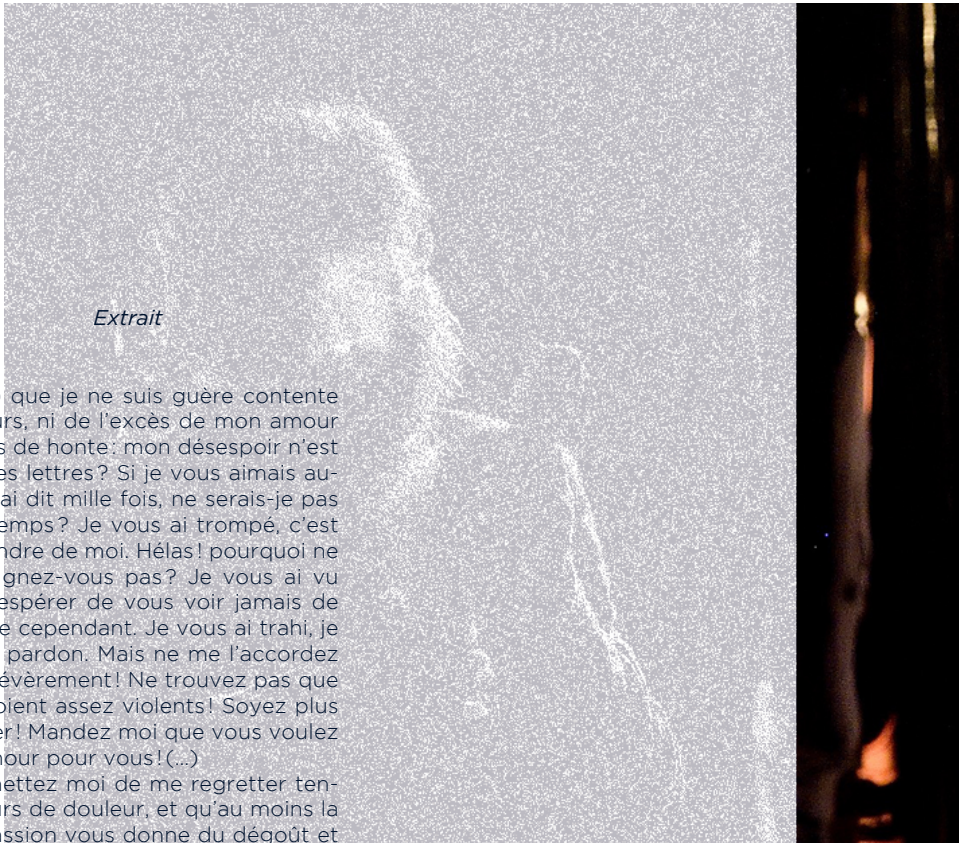 Extrait
que je ne suis guère contente
urs, ni de l’excès de mon amour
s de honte : mon désespoir n’est
es lettres ? Si je vous aimais au-
ai dit mille fois, ne serais-je pas
emps ? Je vous ai trompé, c’est
ndre de moi. Hélas ! pourquoi ne
gnez-vous pas ? Je vous ai vu
espérer de vous voir jamais de
e cependant. Je vous ai trahi, je
pardon. Mais ne me l’accordez
évèrement ! Ne trouvez pas que
oient assez violents ! Soyez plus
er ! Mandez moi que vous voulez
nour pour vous ! (...)
nettez moi de me regretter ten-
urs de douleur, et qu’au moins la
assion vous donne du dégoût et